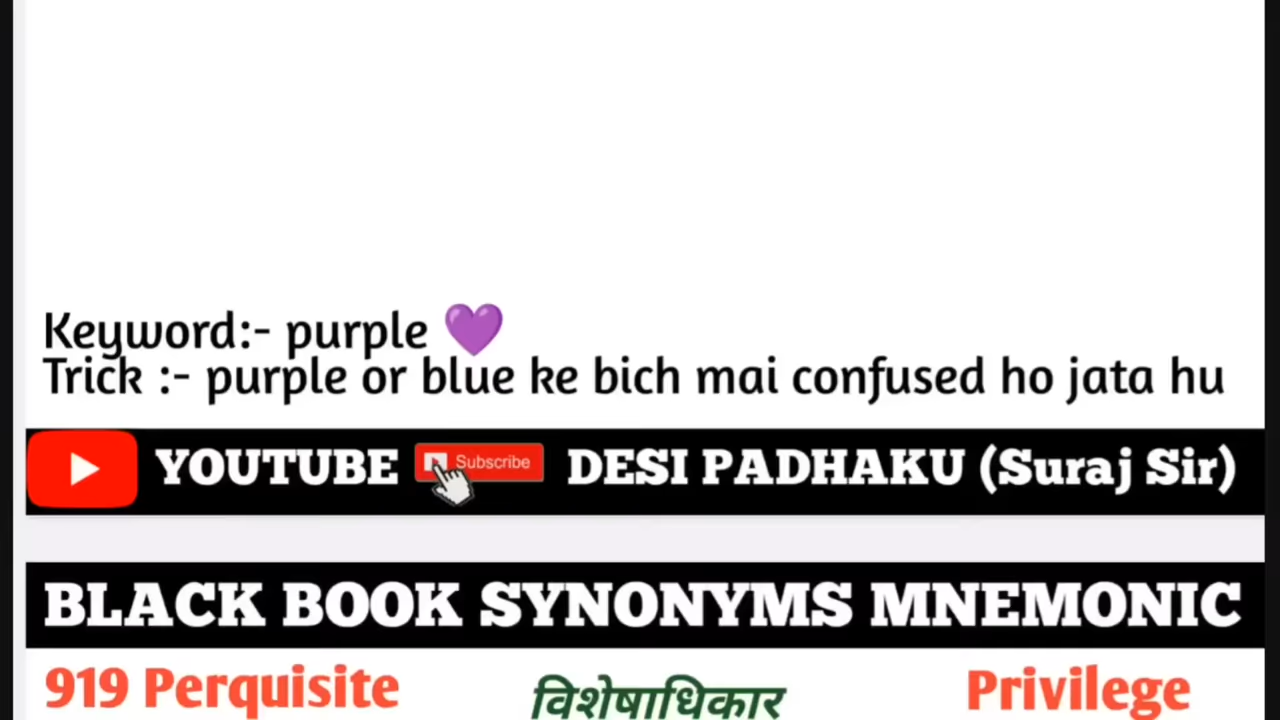 Keyword:- purple 💜
Trick :- purple or blue ke bich mai confused ho jata hu
YOUTUBE Subscribe DESI PADHAKU (Suraj Sir)
BLACK BOOK SYNONYMS MNEMONIC
919 Perquisite विशेषाधिकार Privilege